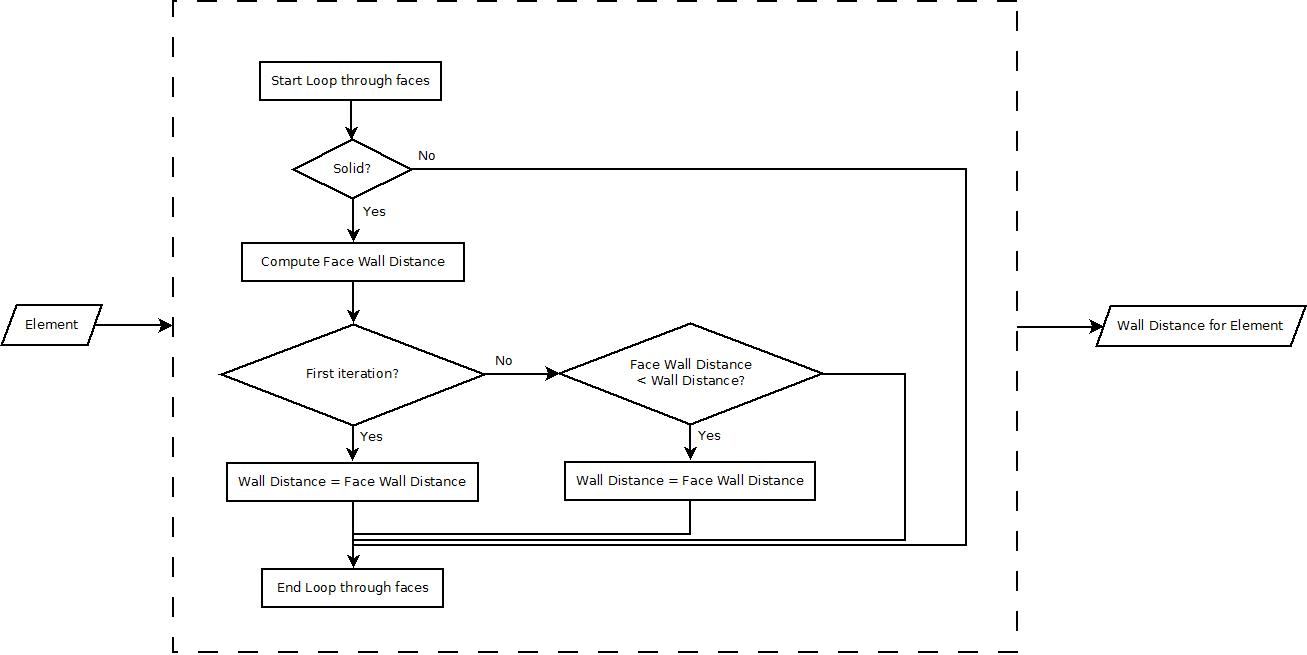 Start Loop through faces
Solid?
No
Yes
Compute Face Wall Distance
Element
Wall Distance for Element
First iteration?
No
Face Wall Distance
< Wall Distance?
Yes
Yes
Wall Distance = Face Wall Distance
Wall Distance = Face Wall Distance
End Loop through faces